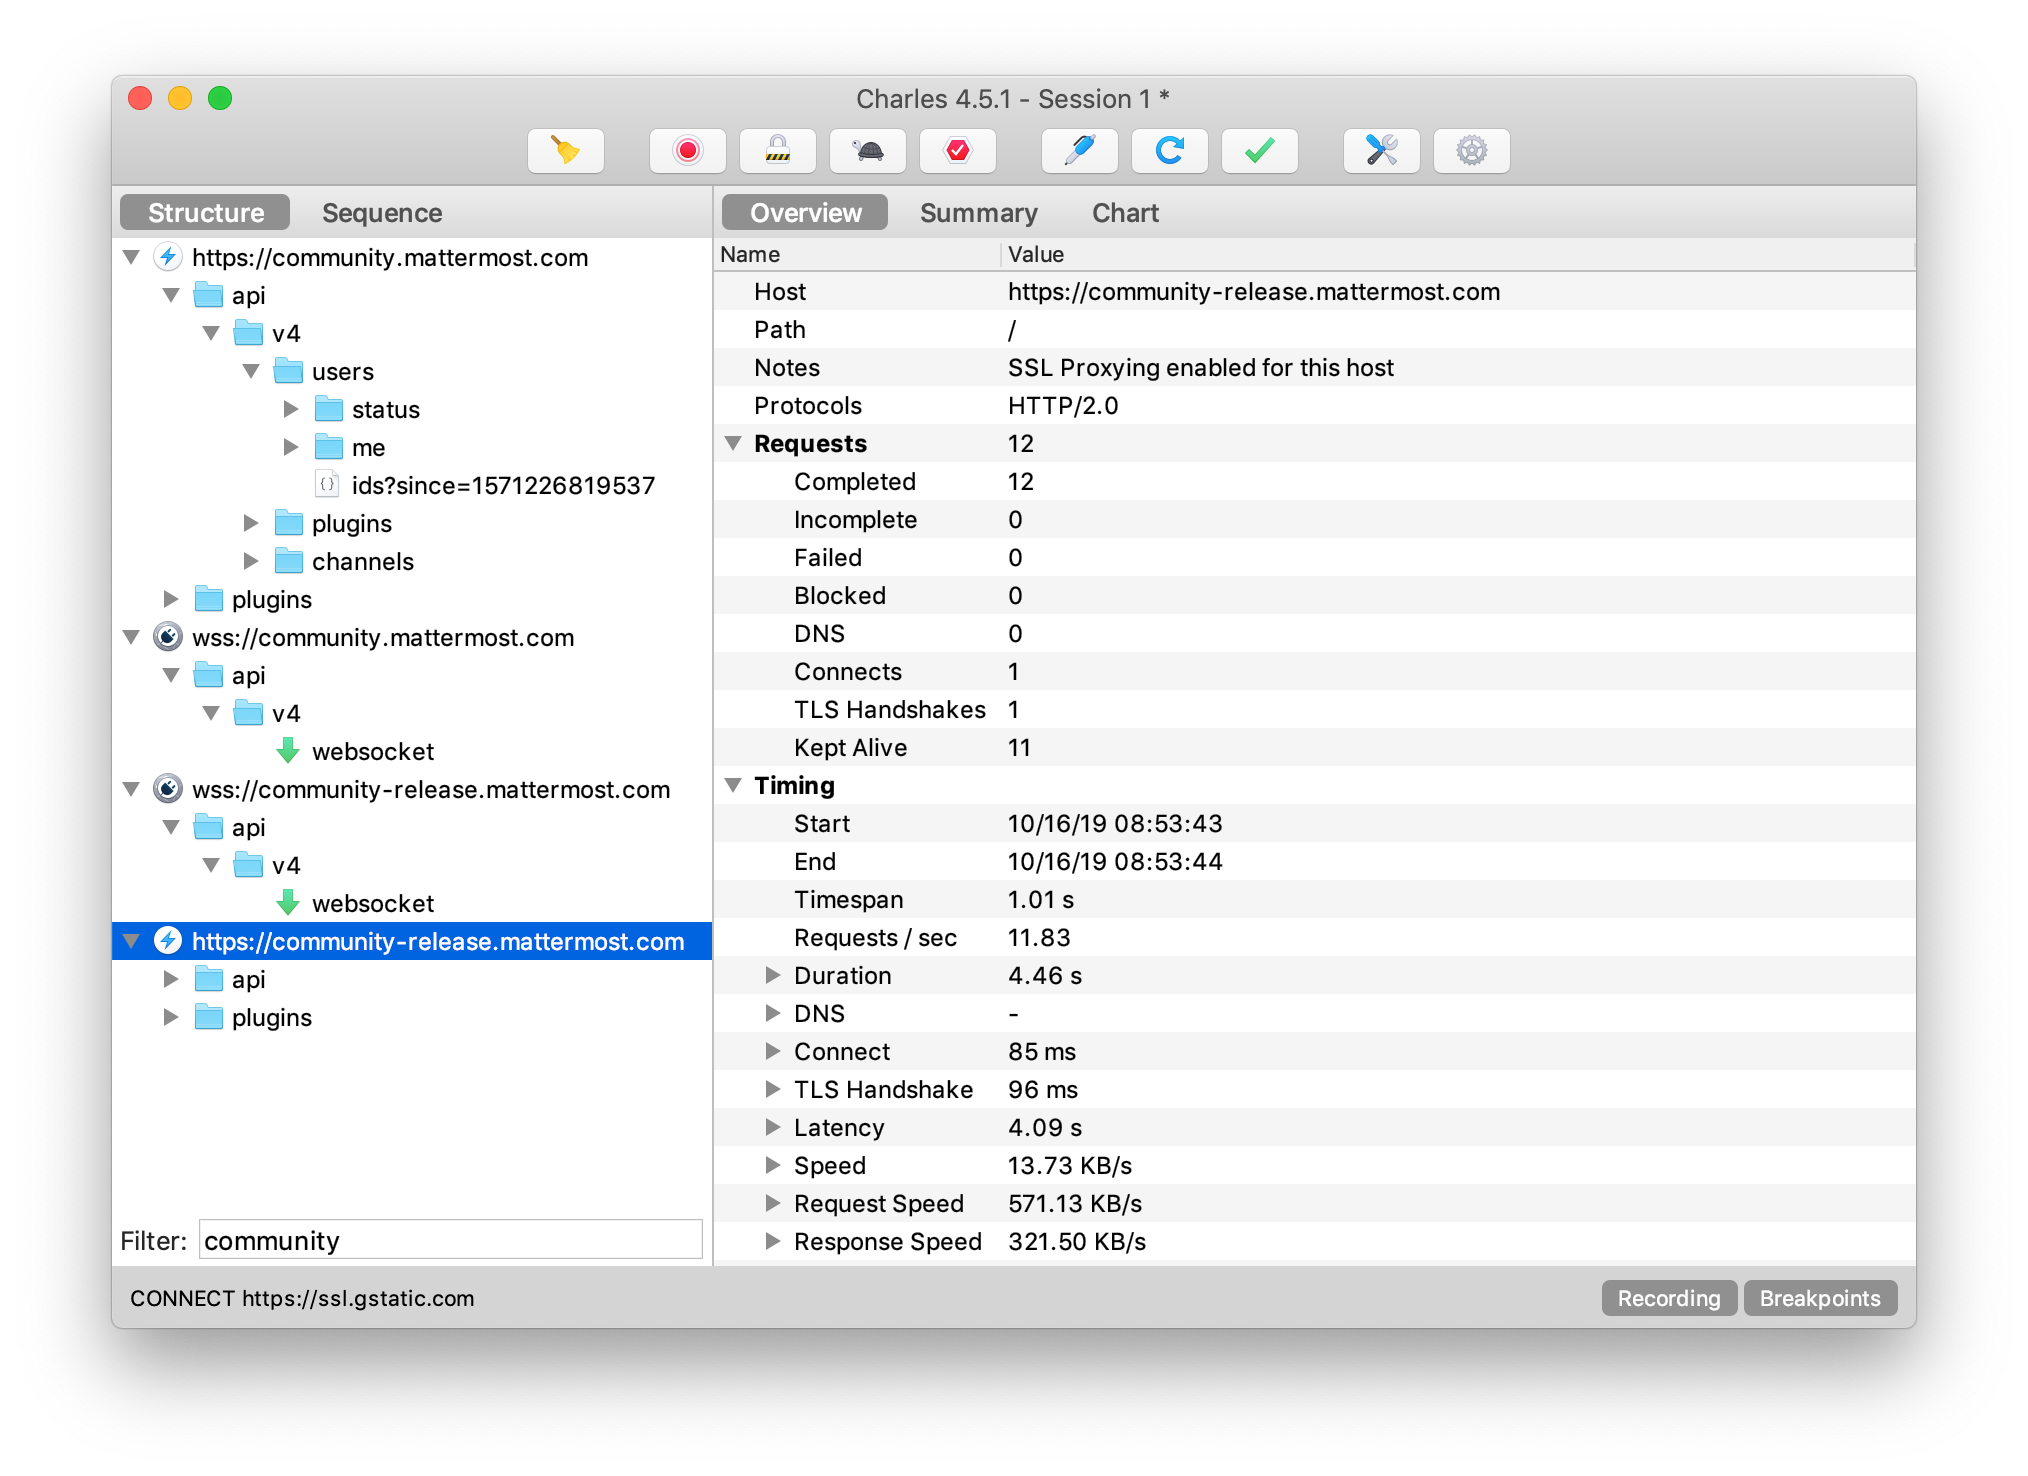 Charles 4.5.1 - Session 1 *
Structure
Sequence
https://community.mattermost.com
api
v4
users
status
me
ids?since=1571226819537
plugins
channels
plugins
wss://community.mattermost.com
api
v4
websocket
wss://community-release.mattermost.com
api
v4
websocket
https://community-release.mattermost.com
api
plugins
Filter: community
Overview
Summary
Chart
Name Value
Host https://community-release.mattermost.com
Path /
Notes SSL Proxying enabled for this host
Protocols HTTP/2.0
Requests 12
Completed 12
Incomplete 0
Failed 0
Blocked 0
DNS 0
Connects 1
TLS Handshakes 1
Kept Alive 11
Timing
Start 10/16/19 08:53:43
End 10/16/19 08:53:44
Timespan 1.01 s
Requests / sec 11.83
Duration 4.46 s
DNS -
Connect 85 ms
TLS Handshake 96 ms
Latency 4.09 s
Speed 13.73 KB/s
Request Speed 571.13 KB/s
Response Speed 321.50 KB/s
CONNECT https://ssl.gstatic.com
Recording
Breakpoints